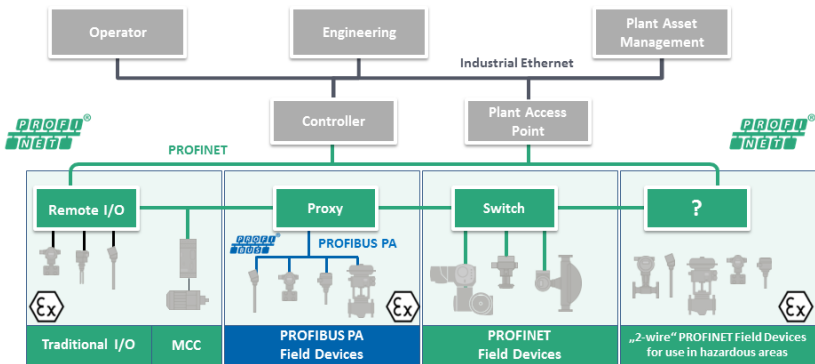 Operator
Engineering
Plant Asset
Management
Industrial Ethernet
Controller
Plant Access
Point
PROFI
NET
®
PROFINET
PROFI
NET
®
Remote I/O
Proxy
Switch
?
PROFI
BUS
PROFIBUS PA
Ex
Ex
Ex
Traditional I/O
MCC
PROFIBUS PA
Field Devices
PROFINET
Field Devices
„2-wire“ PROFINET Field Devices
for use in hazardous areas